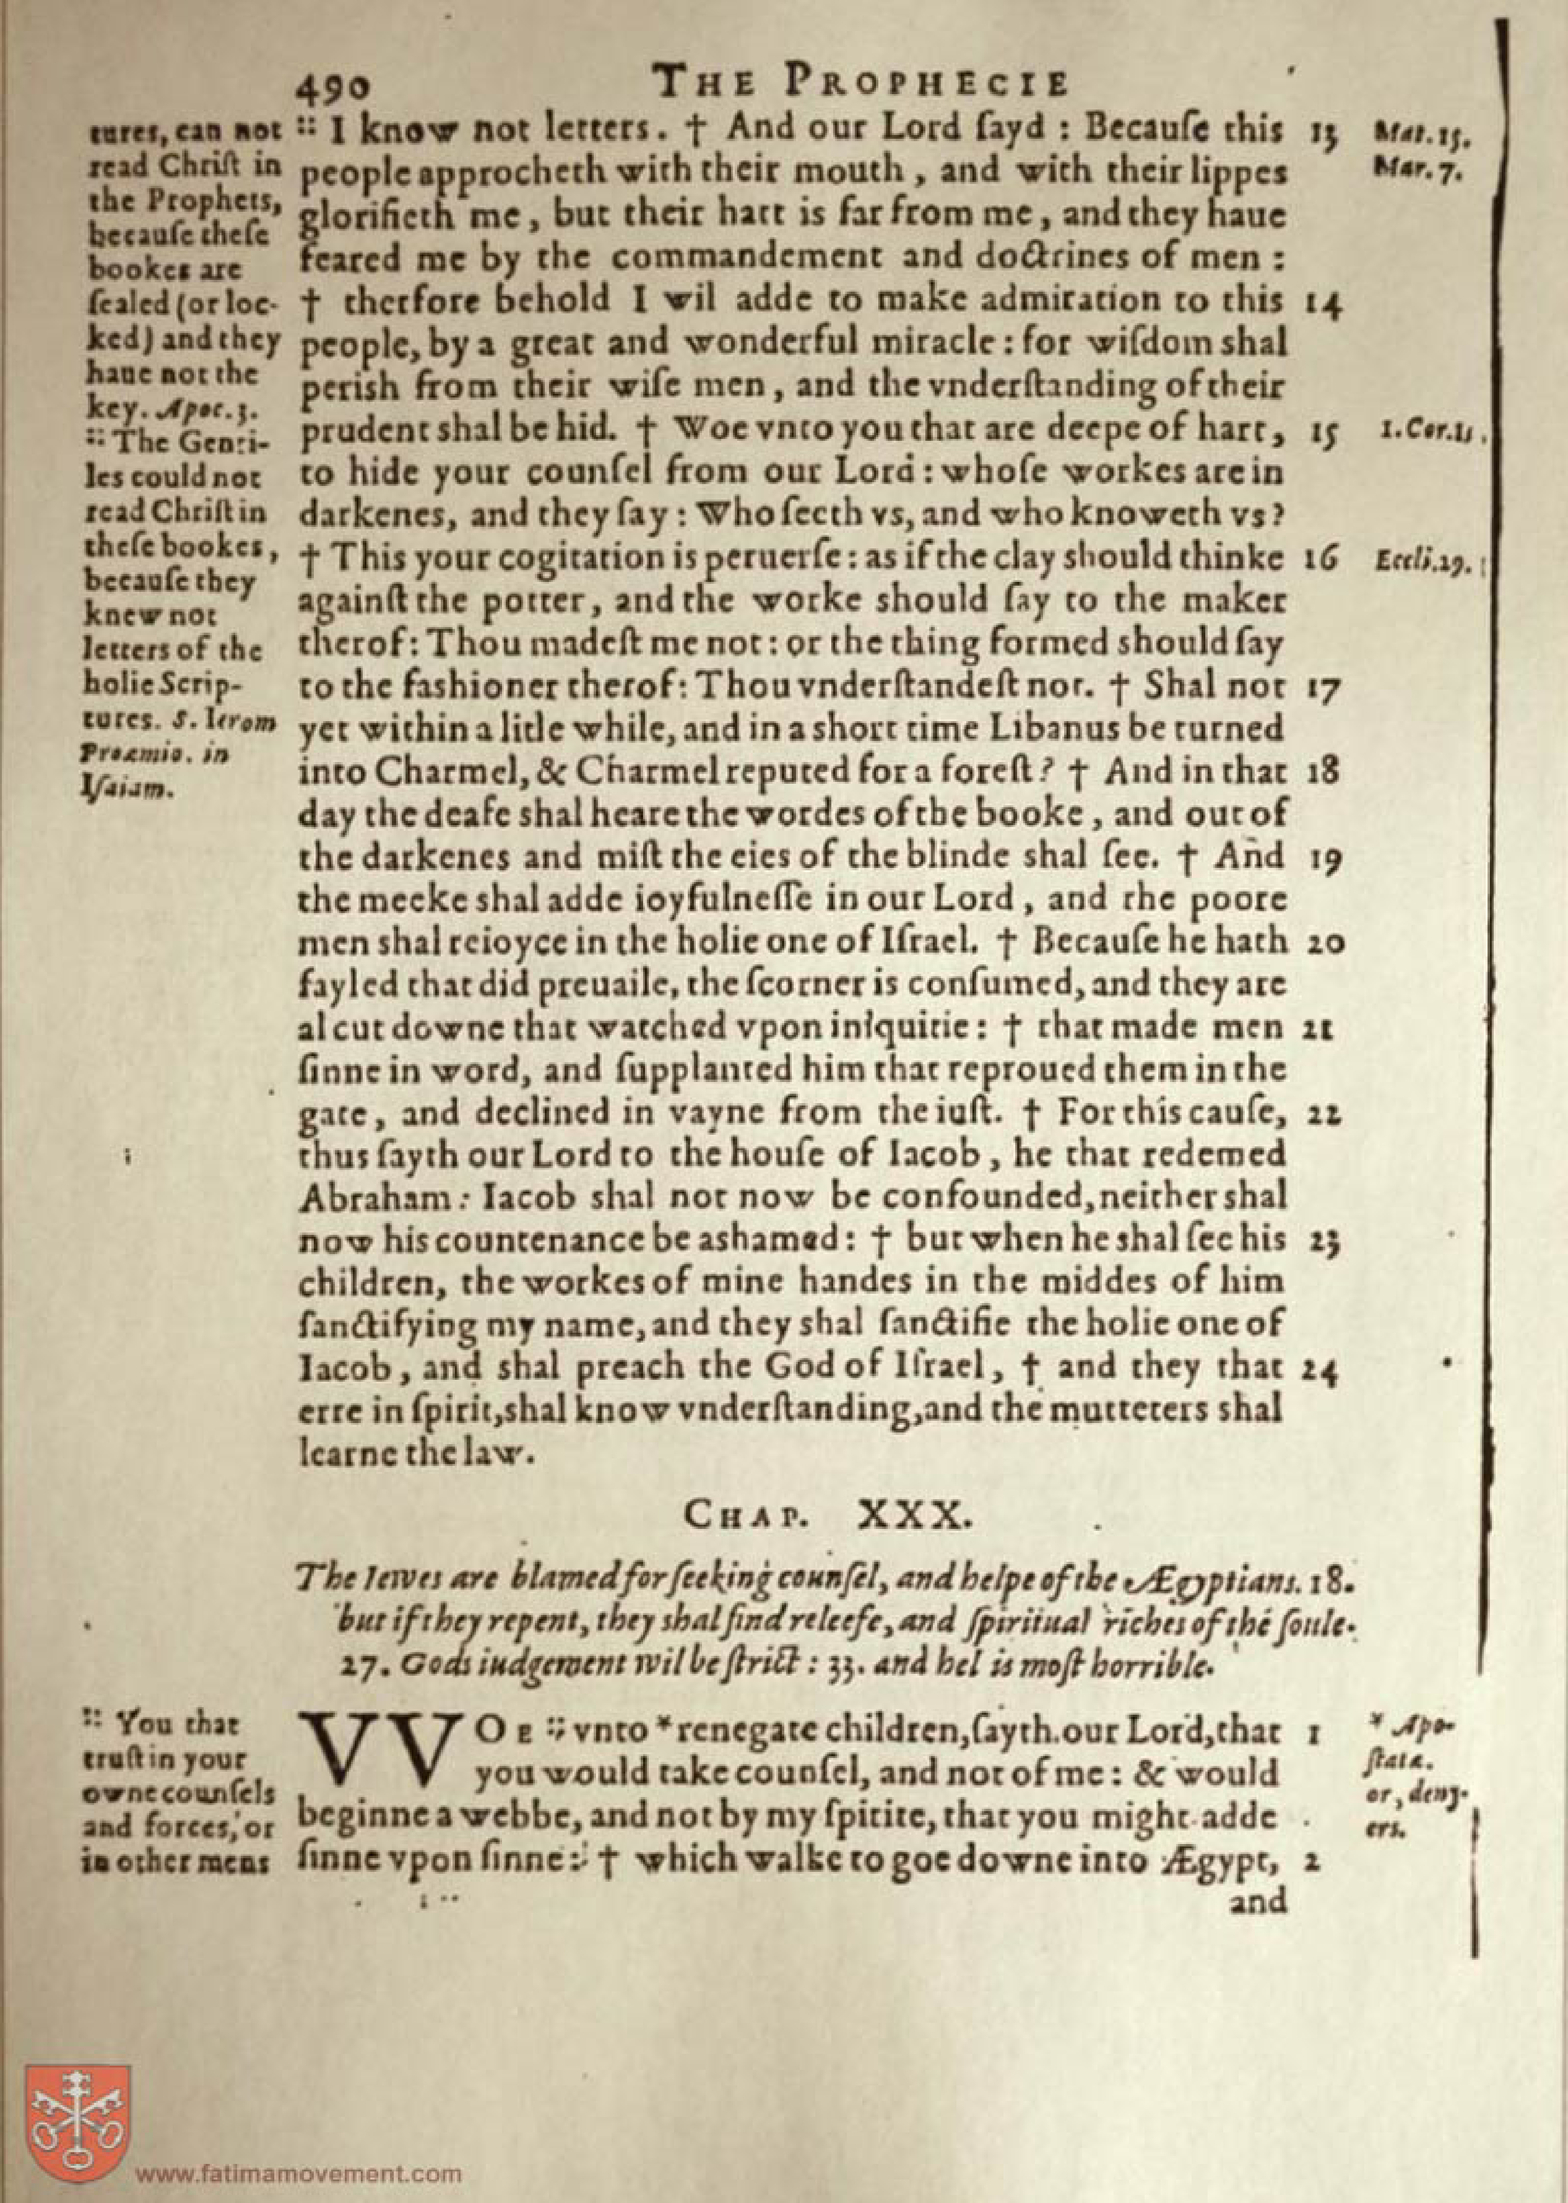 490 THE PROPHECIE
tures, can not
read Chriſt in
the Prophets,
becauſe theſe
bookes are
ſealed (or loc-
ked) and they
haue not the
key. Apoc. 3.
:: The Genti-
les could not
read Chriſt in
theſe bookes,
becauſe they
knew not
letters of the
holie Scrip-
tures. S. Ierom
Proæmio. in
Iſaiam.
:: I know not letters. † And our Lord ſayd : Becauſe this 13
people approcheth with their mouth, and with their lippes
glorifieth me, but their hart is far from me, and they haue
feared me by the commandement and doctrines of men :
† therfore behold I wil adde to make admiration to this 14
people, by a great and wonderful miracle : for wiſdom shal
perish from their wiſe men, and the vnderſtanding of their
prudent shal be hid. † Woe vnto you that are deepe of hart, 15
to hide your counſel from our Lord : whoſe workes are in
darkenes, and they ſay : Who ſeeth vs, and who knoweth vs?
† This your cogitation is peruerſe : as if the clay should thinke 16
againſt the potter, and the worke should ſay to the maker
therof: Thou madeſt me not: or the thing formed should ſay
to the fashioner therof: Thou vnderſtandeſt not. † Shal not 17
yet within a litle while, and in a short time Libanus be turned
into Charmel, & Charmel reputed for a foreſt? † And in that 18
day the deafe shal heare the wordes of the booke, and out of
the darkenes and miſt the eies of the blinde shal ſee. † And 19
the meeke shal adde ioyfulneſſe in our Lord, and the poore
men shal reioyce in the holie one of Iſrael. † Becauſe he hath 20
fayled that did preuaile, the ſcorner is conſumed, and they are
al cut downe that watched vpon iniquitie : † that made men 21
ſinne in word, and ſupplanted him that reproued them in the
gate, and declined in vayne from the iuſt. † For this cauſe, 22
thus ſayth our Lord to the houſe of Iacob, he that redemed
Abraham : Iacob shal not now be confounded, neither shal
now his countenance be ashamed : † but when he shal ſee his 23
children, the workes of mine handes in the middes of him
ſanctifying my name, and they shal ſanctifie the holie one of
Iacob, and shal preach the God of Iſrael, † and they that 24
erre in ſpirit, shal know vnderſtanding, and the mutterers shal
learne the law.
Mat. 15.
Mar. 7.
Eccli. 29.
CHAP. XXX.
The Iewes are blamed for ſeeking counſel, and helpe of the Ægyptians. 18.
but if they repent, they shal find releefe, and ſpiritual riches of the ſoule.
27. Gods iudgement wil be ſtrict : 33. and hel is moſt horrible.
:: You that
truſt in your
owne counſels
and forces, or
in other mens
VVOE :: vnto * renegate children, ſayth our Lord, that 1
you would take counſel, and not of me : & would
beginne a webbe, and not by my ſpirite, that you might adde
ſinne vpon ſinne : † which walke to goe downe into Ægypt, 2
* Apo-
ſtatæ.
or, deny-
ers.
and
www.fatimamovement.com